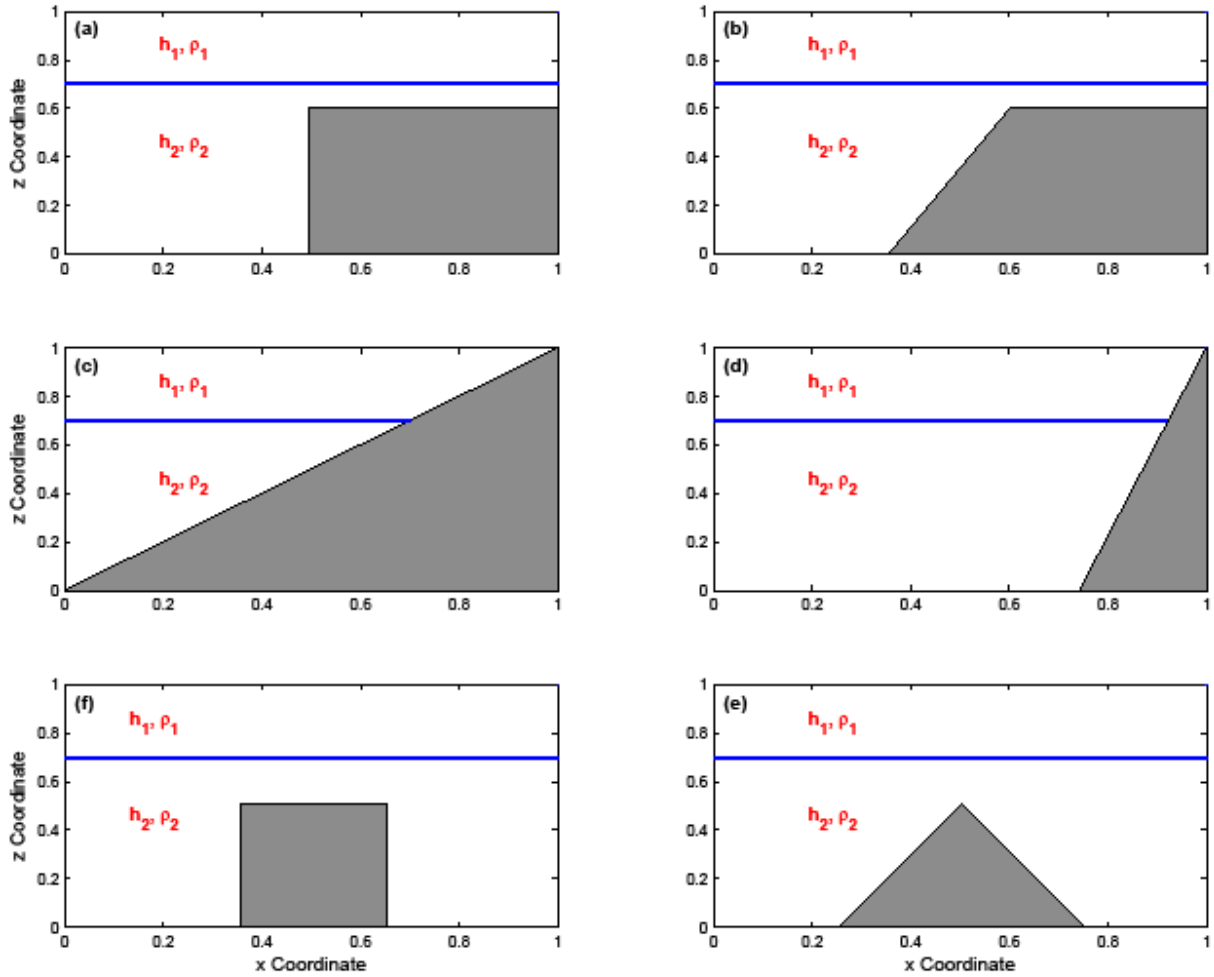 (a)
h₁, ρ₁
h₂, ρ₂
z Coordinate
1
0.8
0.6
0.4
0.2
0
0 0.2 0.4 0.6 0.8 1
(b)
h₁, ρ₁
h₂, ρ₂
1
0.8
0.6
0.4
0.2
0
0 0.2 0.4 0.6 0.8 1
(c)
h₁, ρ₁
h₂, ρ₂
z Coordinate
1
0.8
0.6
0.4
0.2
0
0 0.2 0.4 0.6 0.8 1
(d)
h₁, ρ₁
h₂, ρ₂
1
0.8
0.6
0.4
0.2
0
0 0.2 0.4 0.6 0.8 1
(f)
h₁, ρ₁
h₂, ρ₂
z Coordinate
1
0.8
0.6
0.4
0.2
0
0 0.2 0.4 0.6 0.8 1
x Coordinate
(e)
h₁, ρ₁
h₂, ρ₂
1
0.8
0.6
0.4
0.2
0
0 0.2 0.4 0.6 0.8 1
x Coordinate